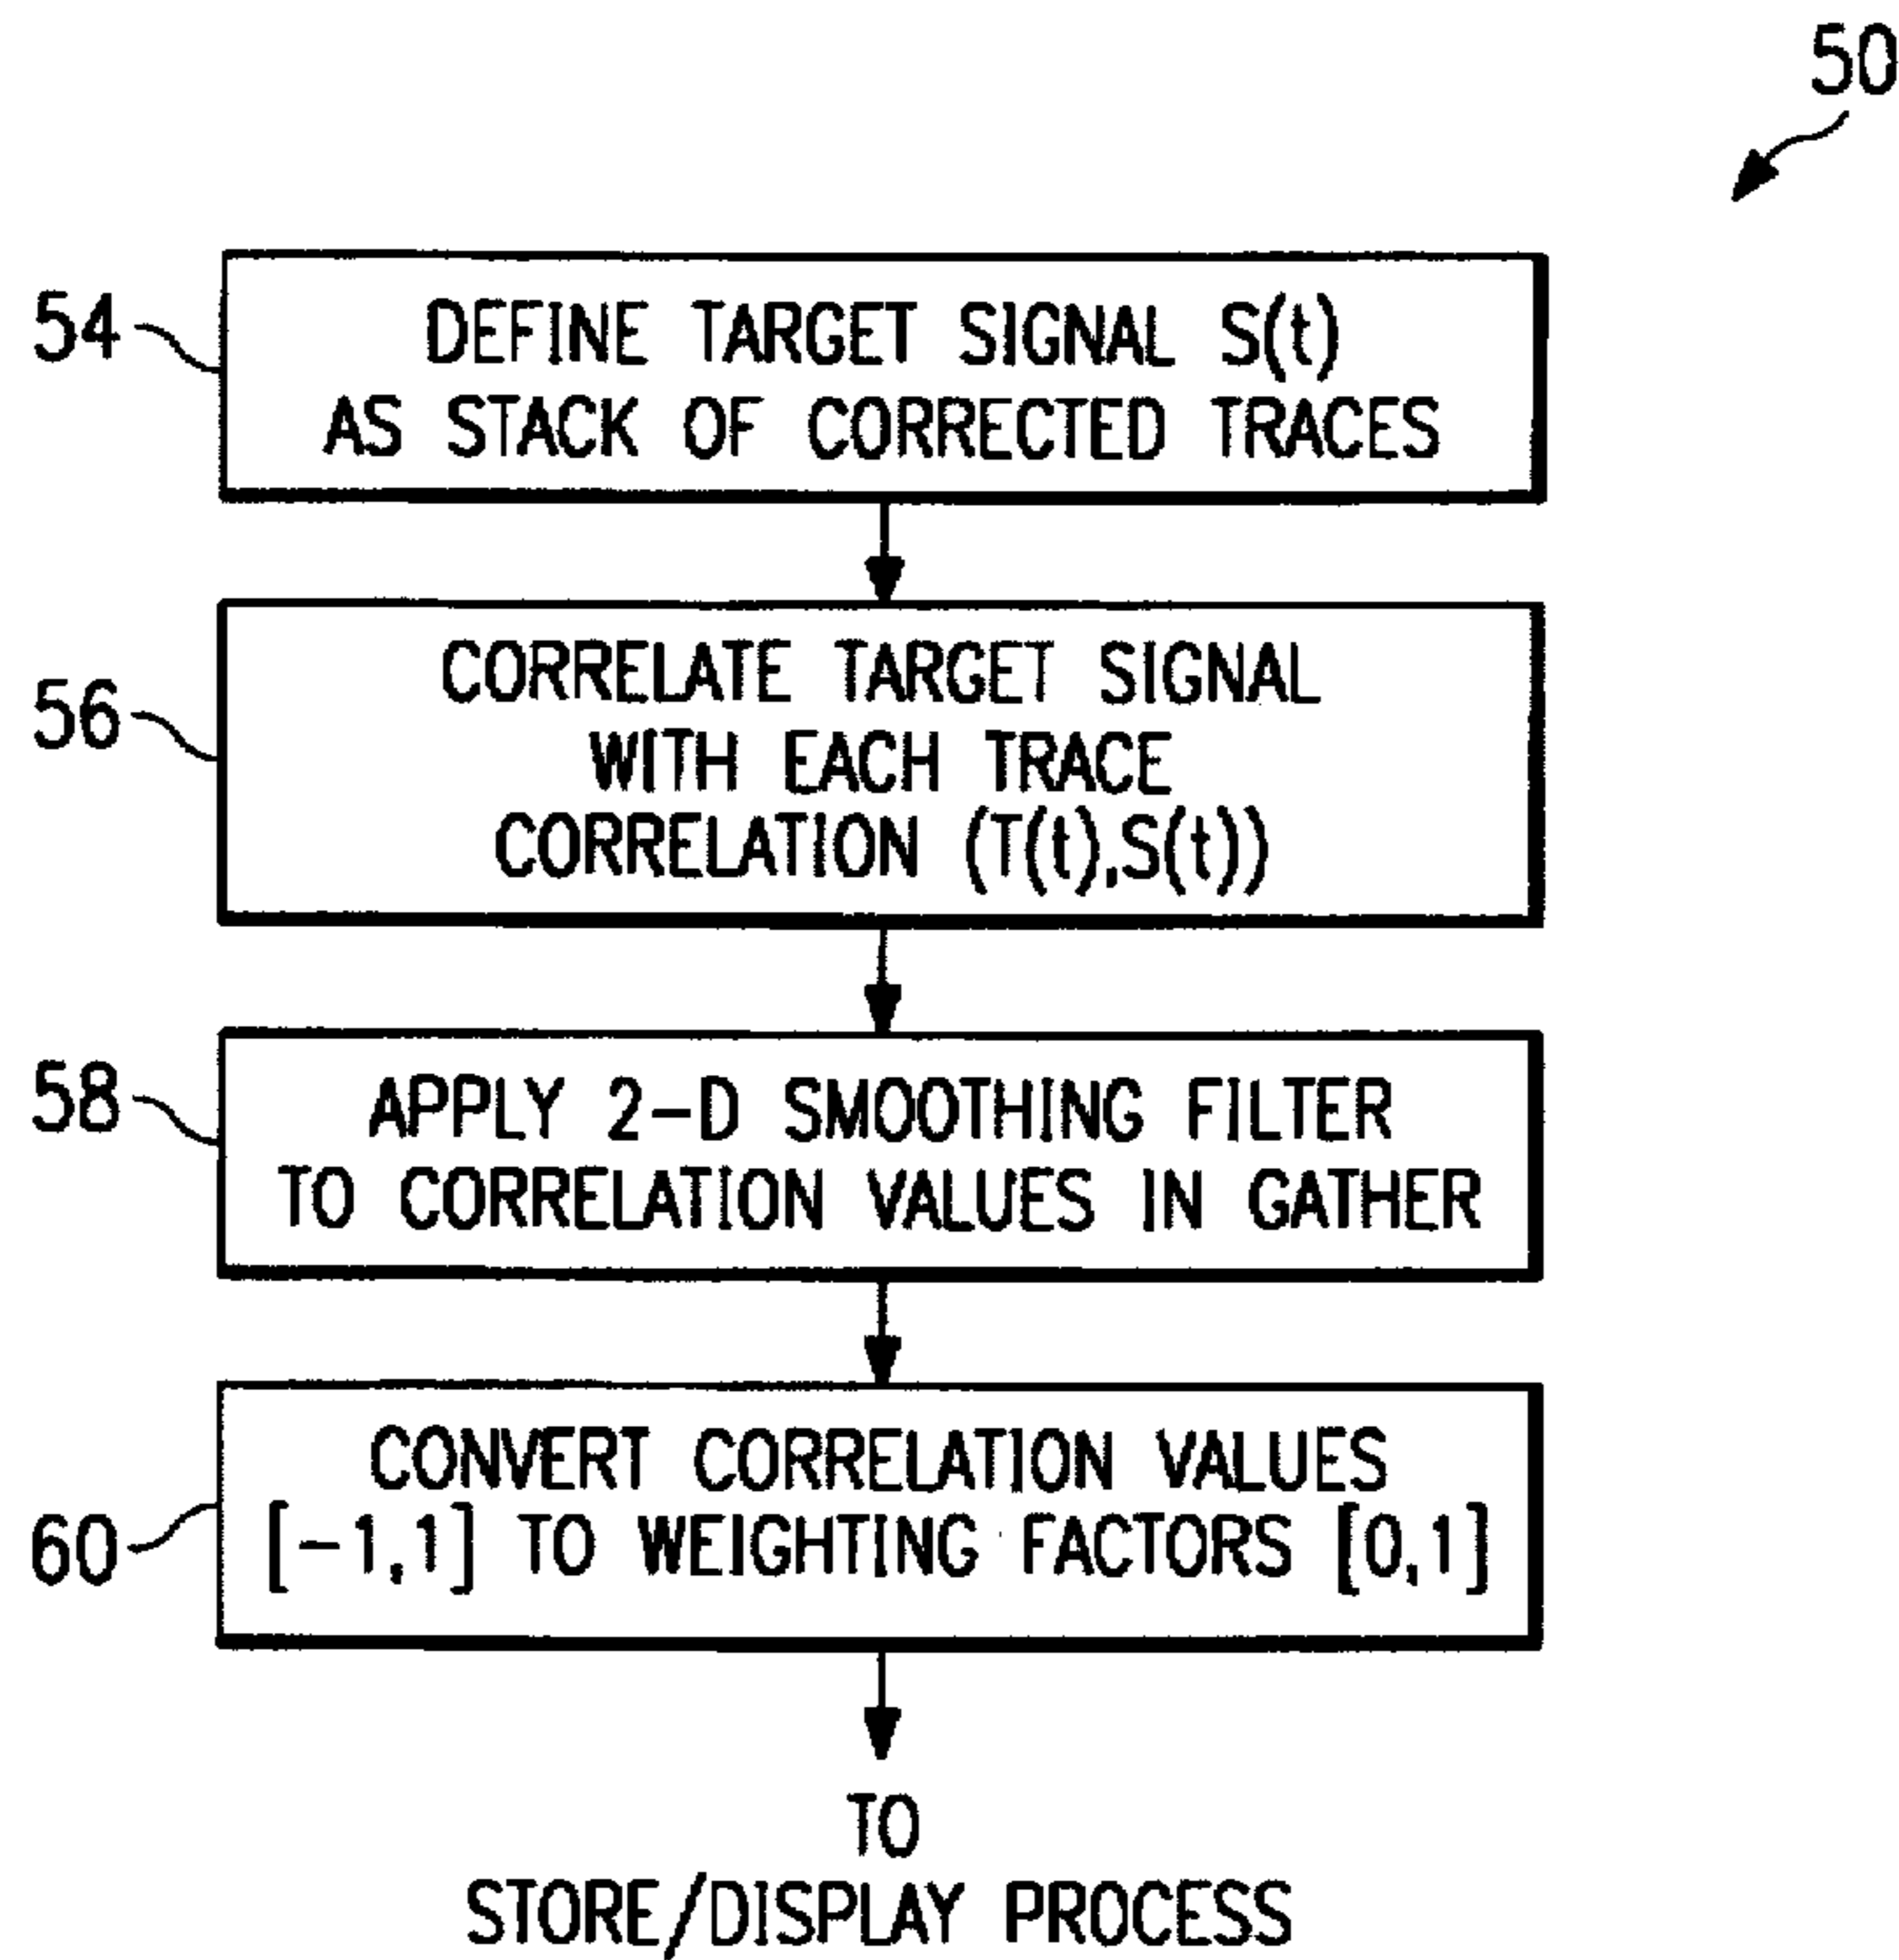 50
54
DEFINE TARGET SIGNAL S(t)
AS STACK OF CORRECTED TRACES
56
CORRELATE TARGET SIGNAL
WITH EACH TRACE
CORRELATION (T(t),S(t))
58
APPLY 2-D SMOOTHING FILTER
TO CORRELATION VALUES IN GATHER
60
CONVERT CORRELATION VALUES
[-1,1] TO WEIGHTING FACTORS [0,1]
TO
STORE/DISPLAY PROCESS